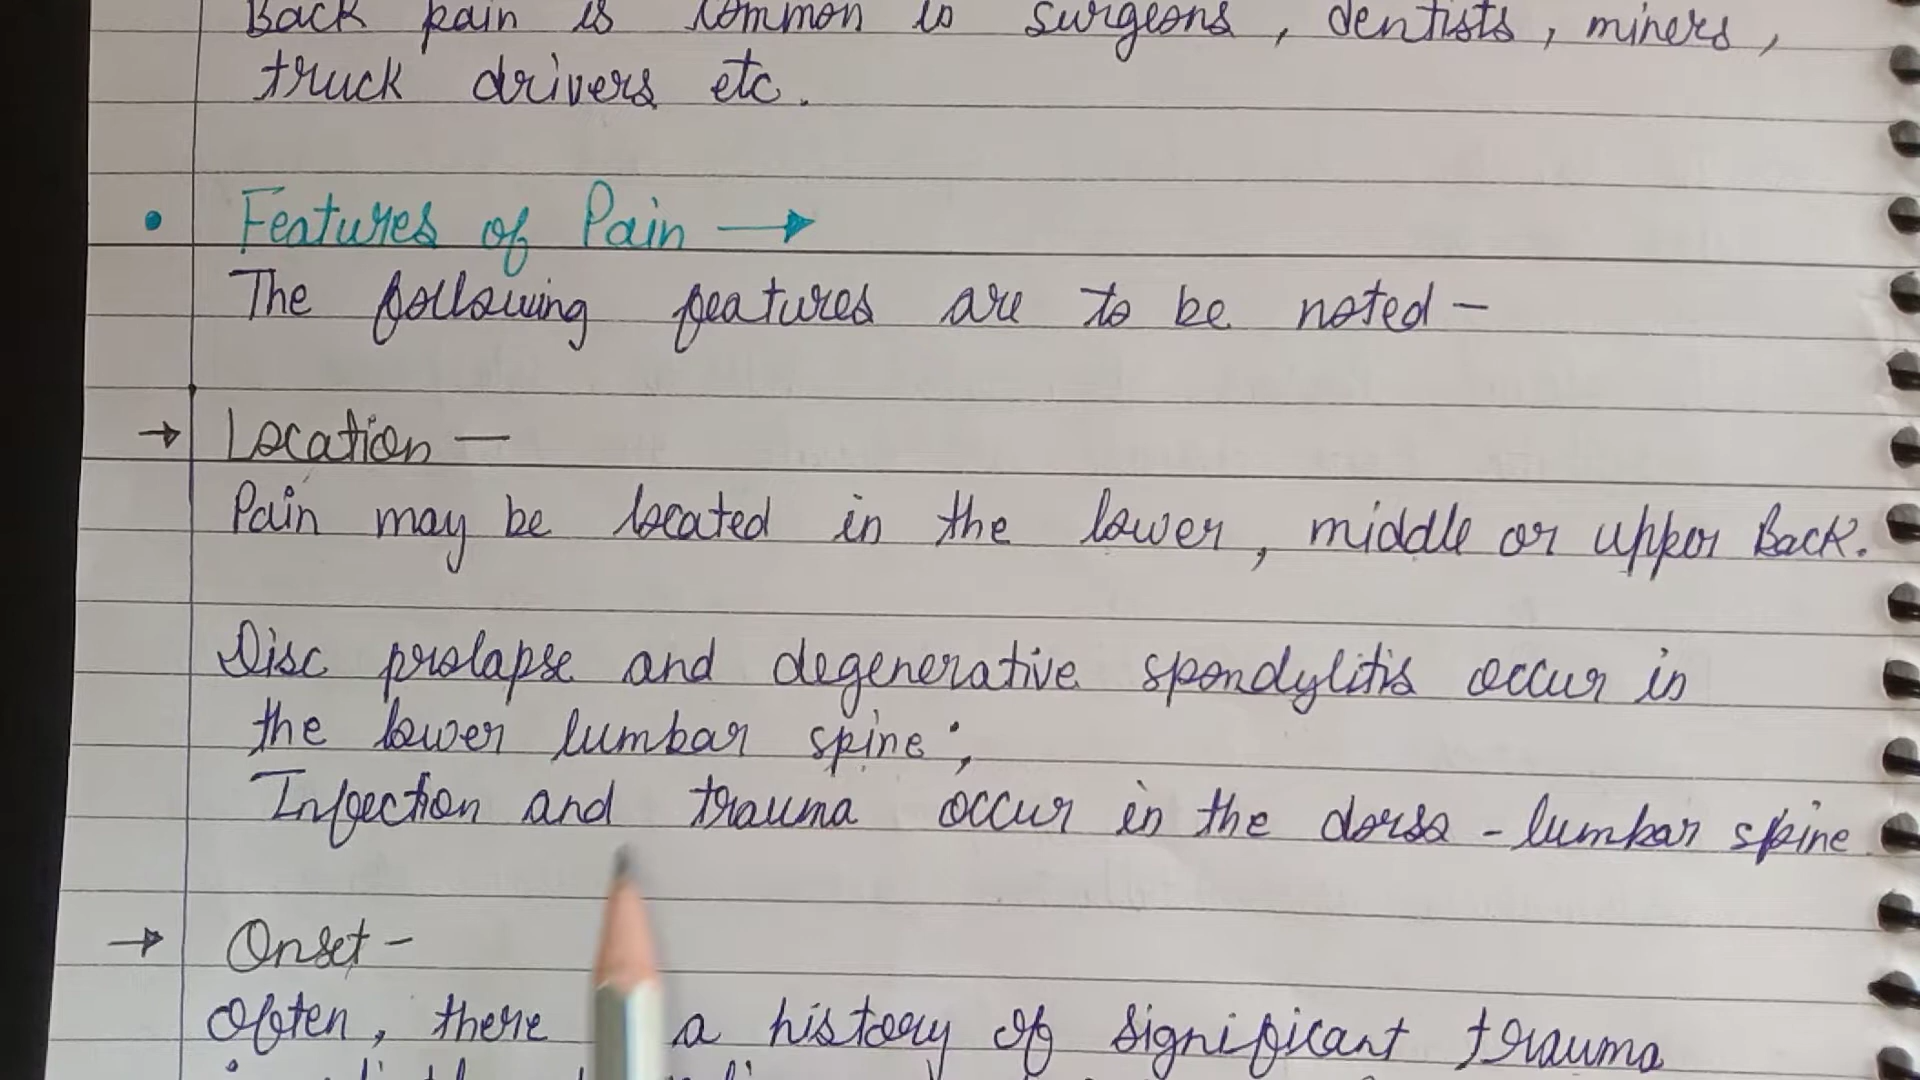 Back pain is common in surgeons, dentists, miners,
truck drivers etc.
• Features of Pain →
The following features are to be noted -
→ Location -
Pain may be located in the lower, middle or upper Back.
Disc prolapse and degenerative spondylitis occur in
the lower lumbar spine;
Infection and trauma occur in the dorso-lumbar spine
→ Onset -
Often, there a history of significant trauma